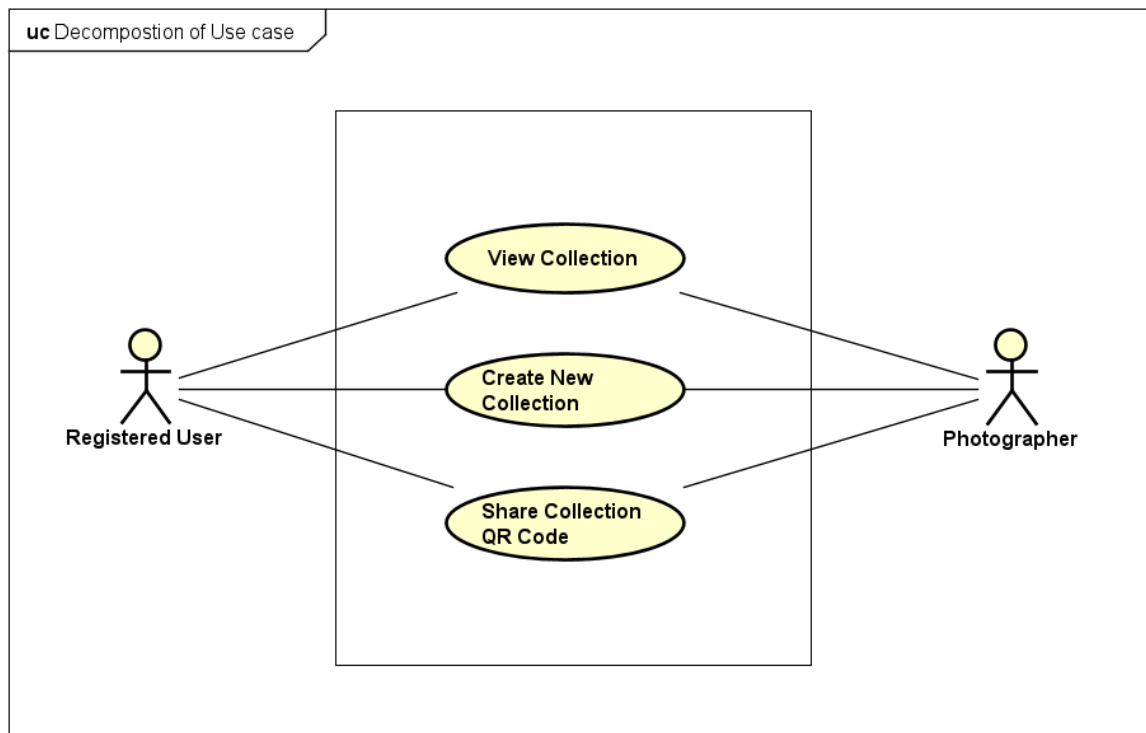 uc Decompostion of Use case
View Collection
Create New
Collection
Registered User
Photographer
Share Collection
QR Code